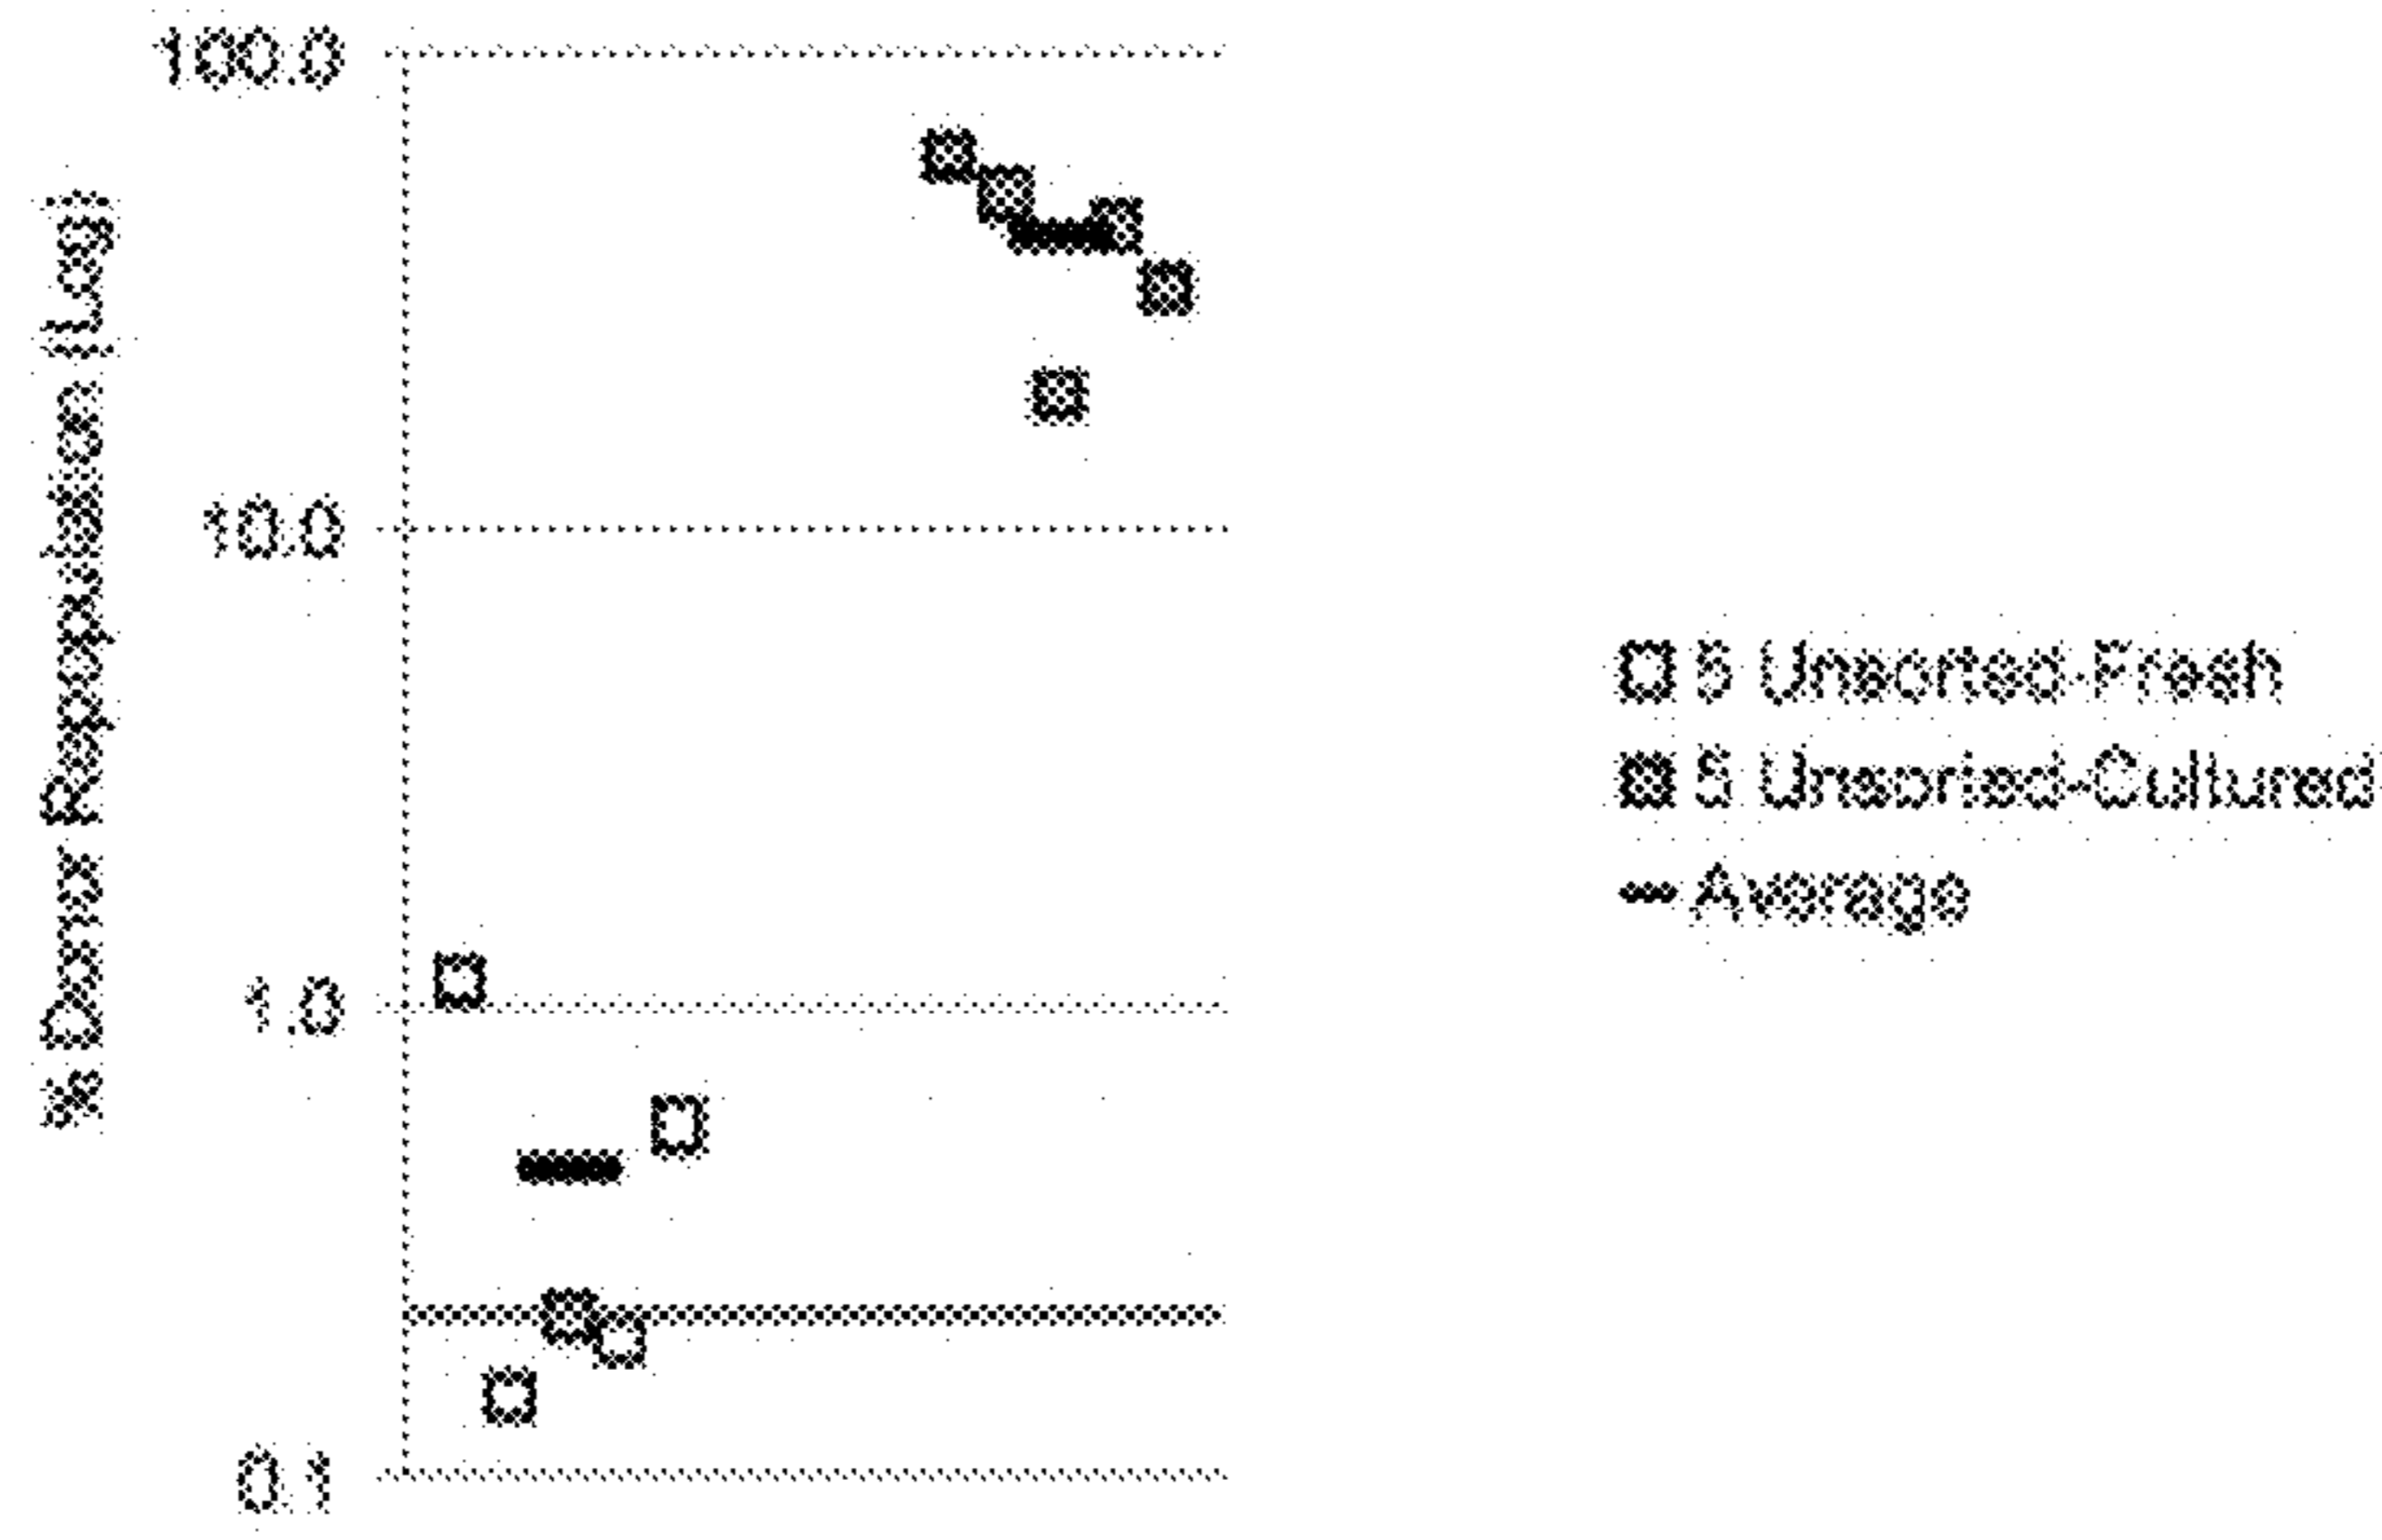 % Donor Repopulation (Log)
100.0
10.0
1.0
0.1
5 Unsorted-Fresh
5 Unsorted-Cultured
Average